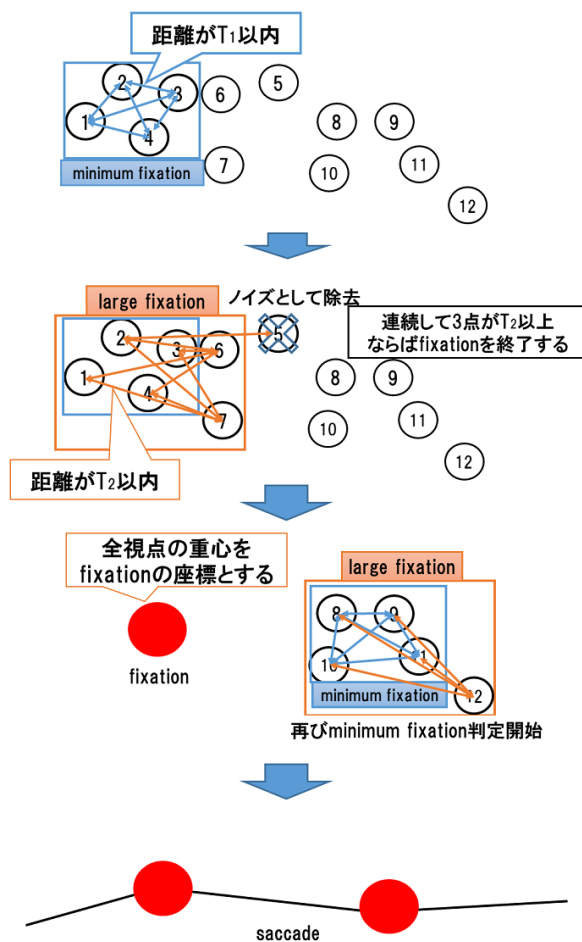 距離がT1以内
2
3
6
5
1
4
8
9
minimum fixation
7
10
11
12
large fixation
ノイズとして除去
連続して3点がT2以上
ならばfixationを終了する
2
3
6
5
1
4
8
9
7
10
11
12
距離がT2以内
全視点の重心を
fixationの座標とする
fixation
large fixation
8
9
10
11
minimum fixation
12
再びminimum fixation判定開始
saccade